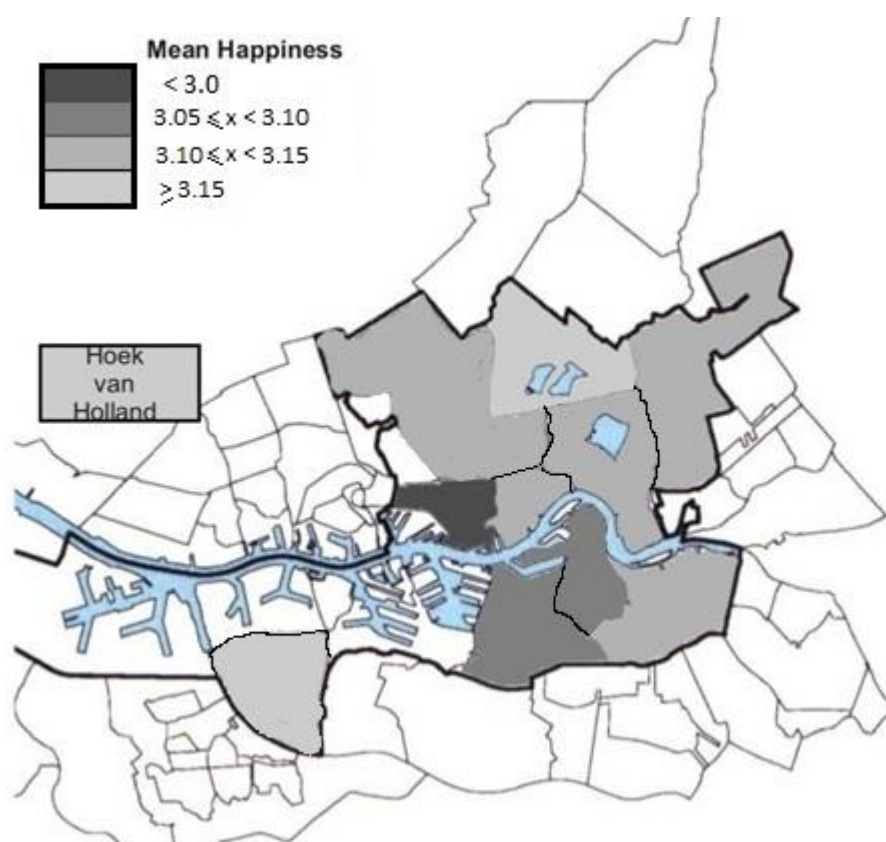 Mean Happiness
< 3.0
3.05 ⩽ x < 3.10
3.10 ⩽ x < 3.15
⩾ 3.15
Hoek
van
Holland